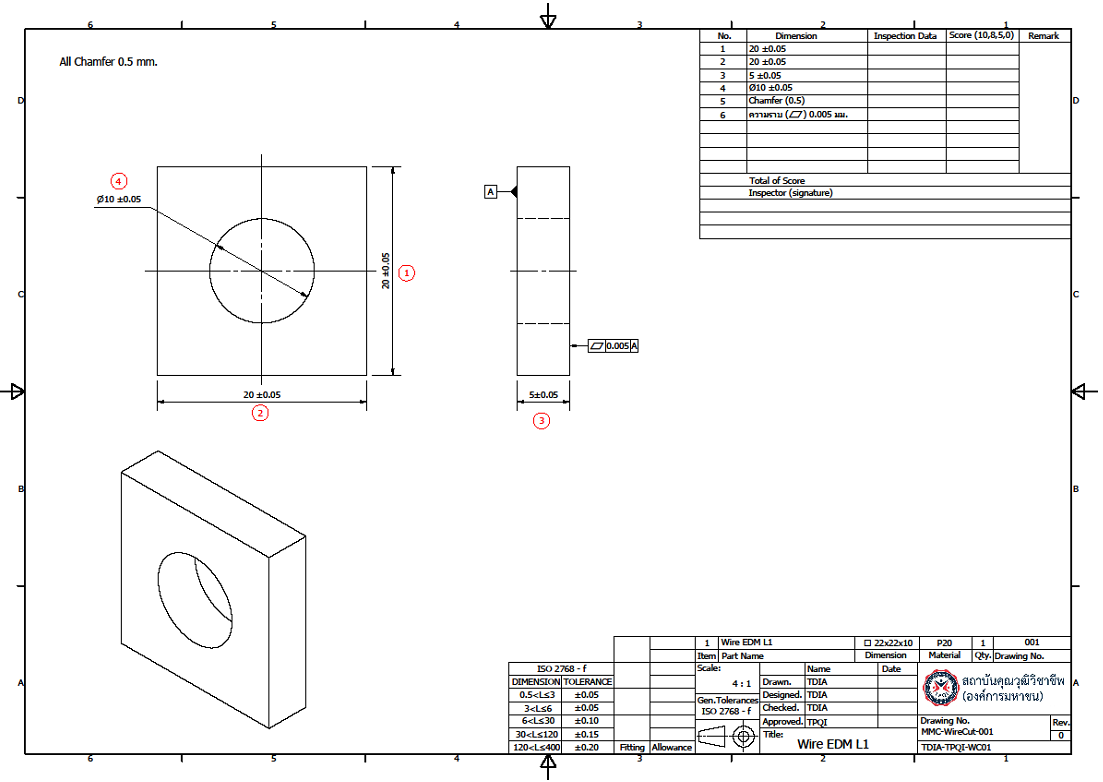 6 5 4 3 2 1
All Chamfer 0.5 mm.
No. Dimension Inspection Data Score (10,8,5,0) Remark
1 20 ±0.05
2 20 ±0.05
3 5 ±0.05
4 Ø10 ±0.05
5 Chamfer (0.5)
6 ความราบ (⏥) 0.005 มม.
Total of Score
Inspector (signature)
D D
4
Ø10 ±0.05
A
20 ±0.05
1
C C
⏥ 0.005 A
20 ±0.05
2
5±0.05
3
B B
1 Wire EDM L1 □ 22x22x10 P20 1 001
Item Part Name Dimension Material Qty. Drawing No.
ISO 2768 - f
DIMENSION TOLERANCE
0.5<L≤3 ±0.05
3<L≤6 ±0.05
6<L≤30 ±0.10
30<L≤120 ±0.15
120<L≤400 ±0.20
Fitting Allowance
Scale:
4 : 1
Gen.Tolerances
ISO 2768 - f
Name Date
Drawn. TDIA
Designed. TDIA
Checked. TDIA
Approved. TPQI
Title:
Wire EDM L1
สถาบันคุณวุฒิวิชาชีพ
(องค์การมหาชน)
Drawing No.
MMC-WireCut-001
Rev.
0
TDIA-TPQI-WC01
A A
6 5 4 3 2 1